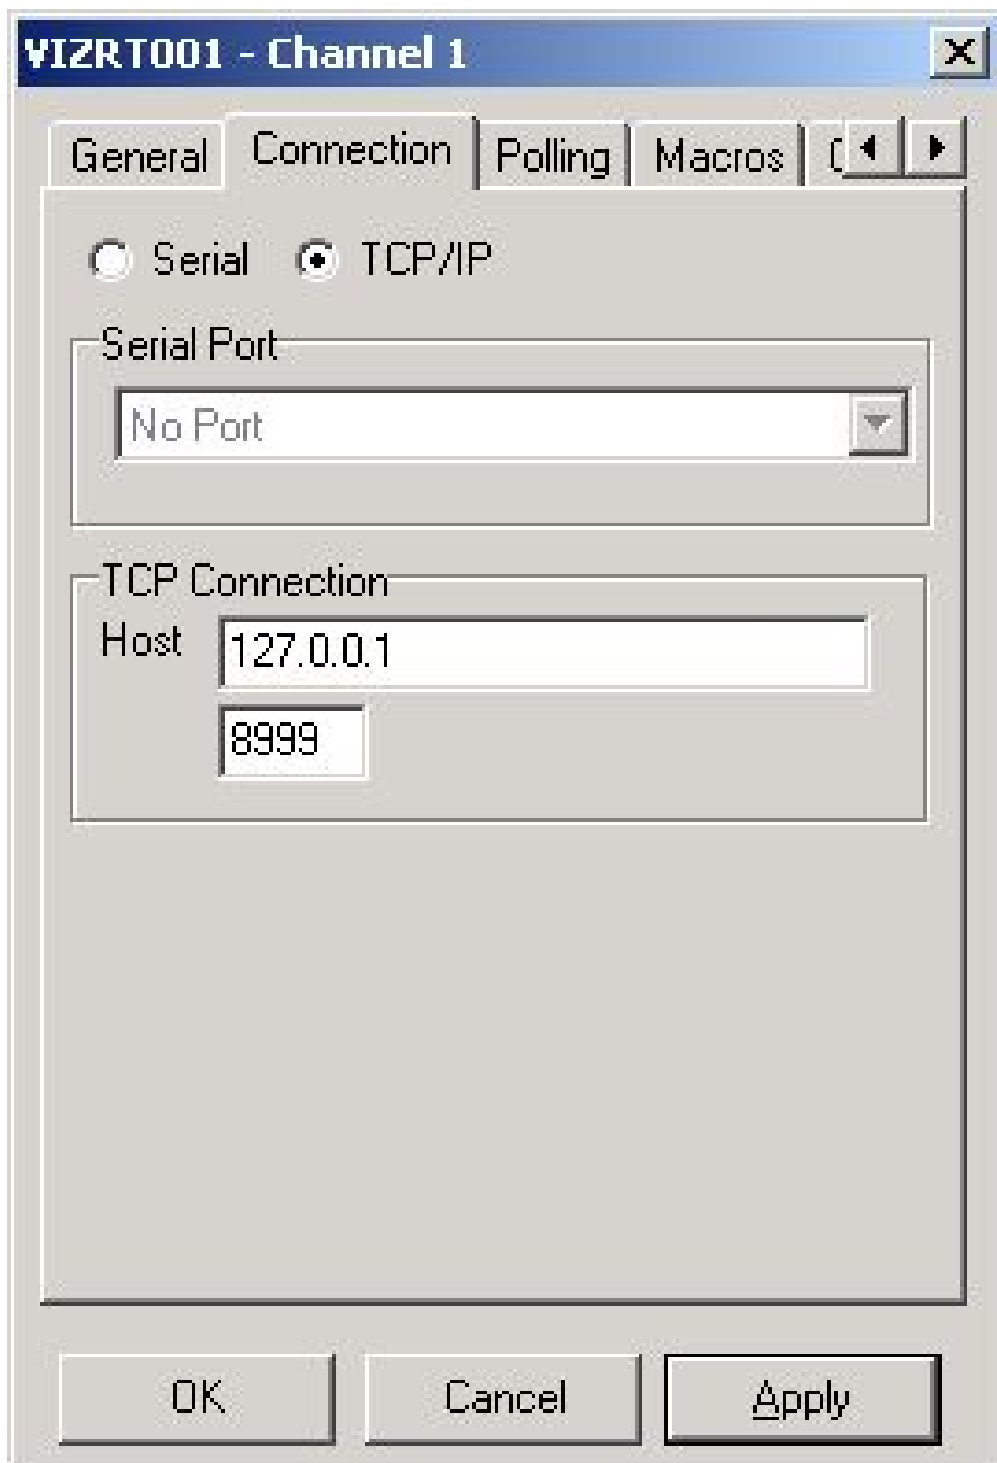 VIZRT001 - Channel 1
General Connection Polling Macros
Serial TCP/IP
Serial Port
No Port
TCP Connection
Host 127.0.0.1
8999
OK Cancel Apply